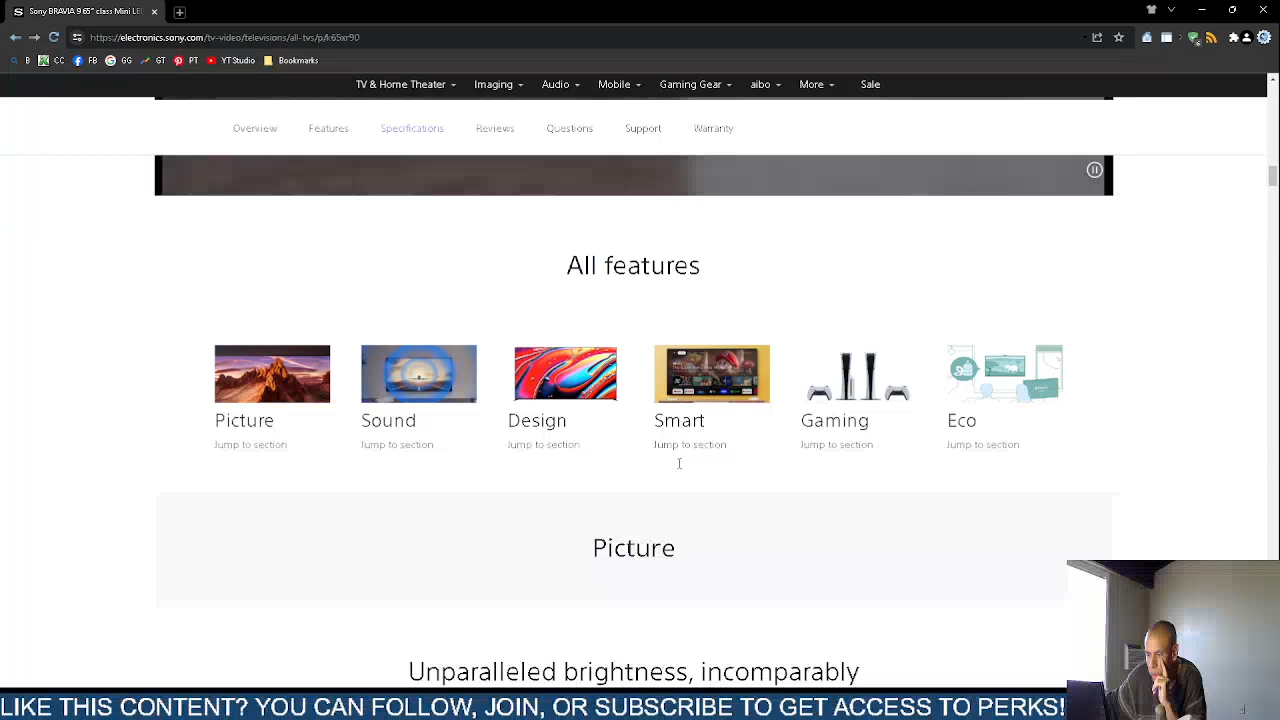 Sony BRAVIA 9 65" class Mini LE
https://electronics.sony.com/tv-video/televisions/all-tvs/p/k65xr90
B CC FB GG GT PT YT Studio Bookmarks
TV & Home Theater Imaging Audio Mobile Gaming Gear aibo More Sale
Overview Features Specifications Reviews Questions Support Warranty
All features
Picture Sound Design Smart Gaming Eco
Jump to section Jump to section Jump to section Jump to section Jump to section Jump to section
Picture
Unparalleled brightness, incomparably
LIKE THIS CONTENT? YOU CAN FOLLOW, JOIN, OR SUBSCRIBE TO GET ACCESS TO PERKS!